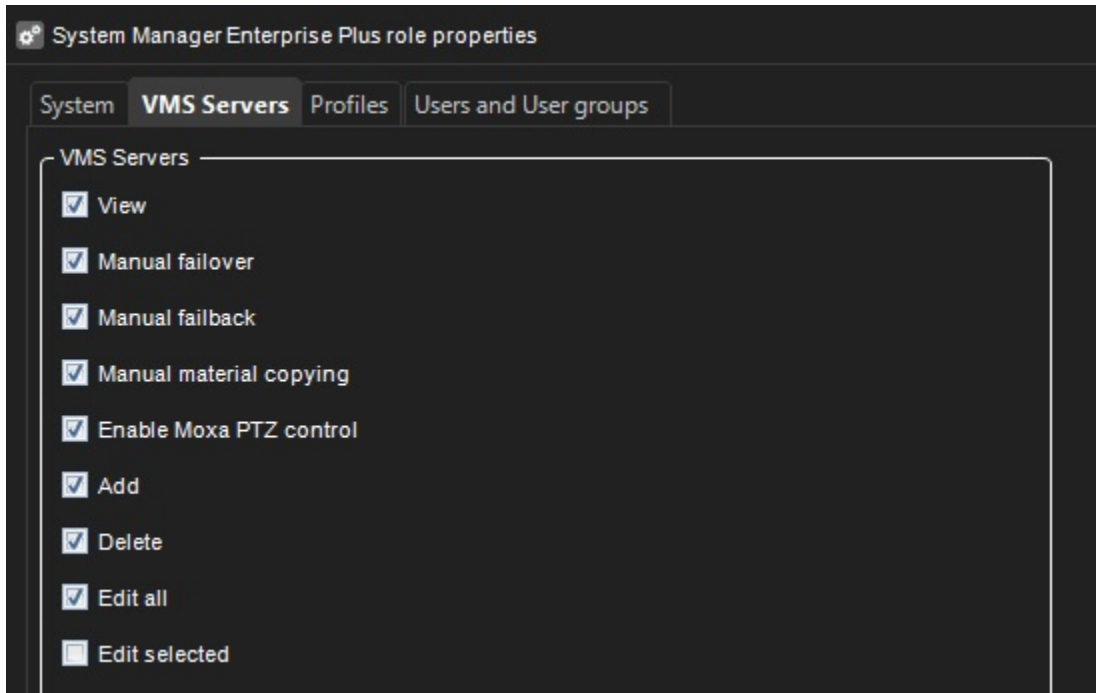 System Manager Enterprise Plus role properties
System VMS Servers Profiles Users and User groups
VMS Servers
View
Manual failover
Manual failback
Manual material copying
Enable Moxa PTZ control
Add
Delete
Edit all
Edit selected